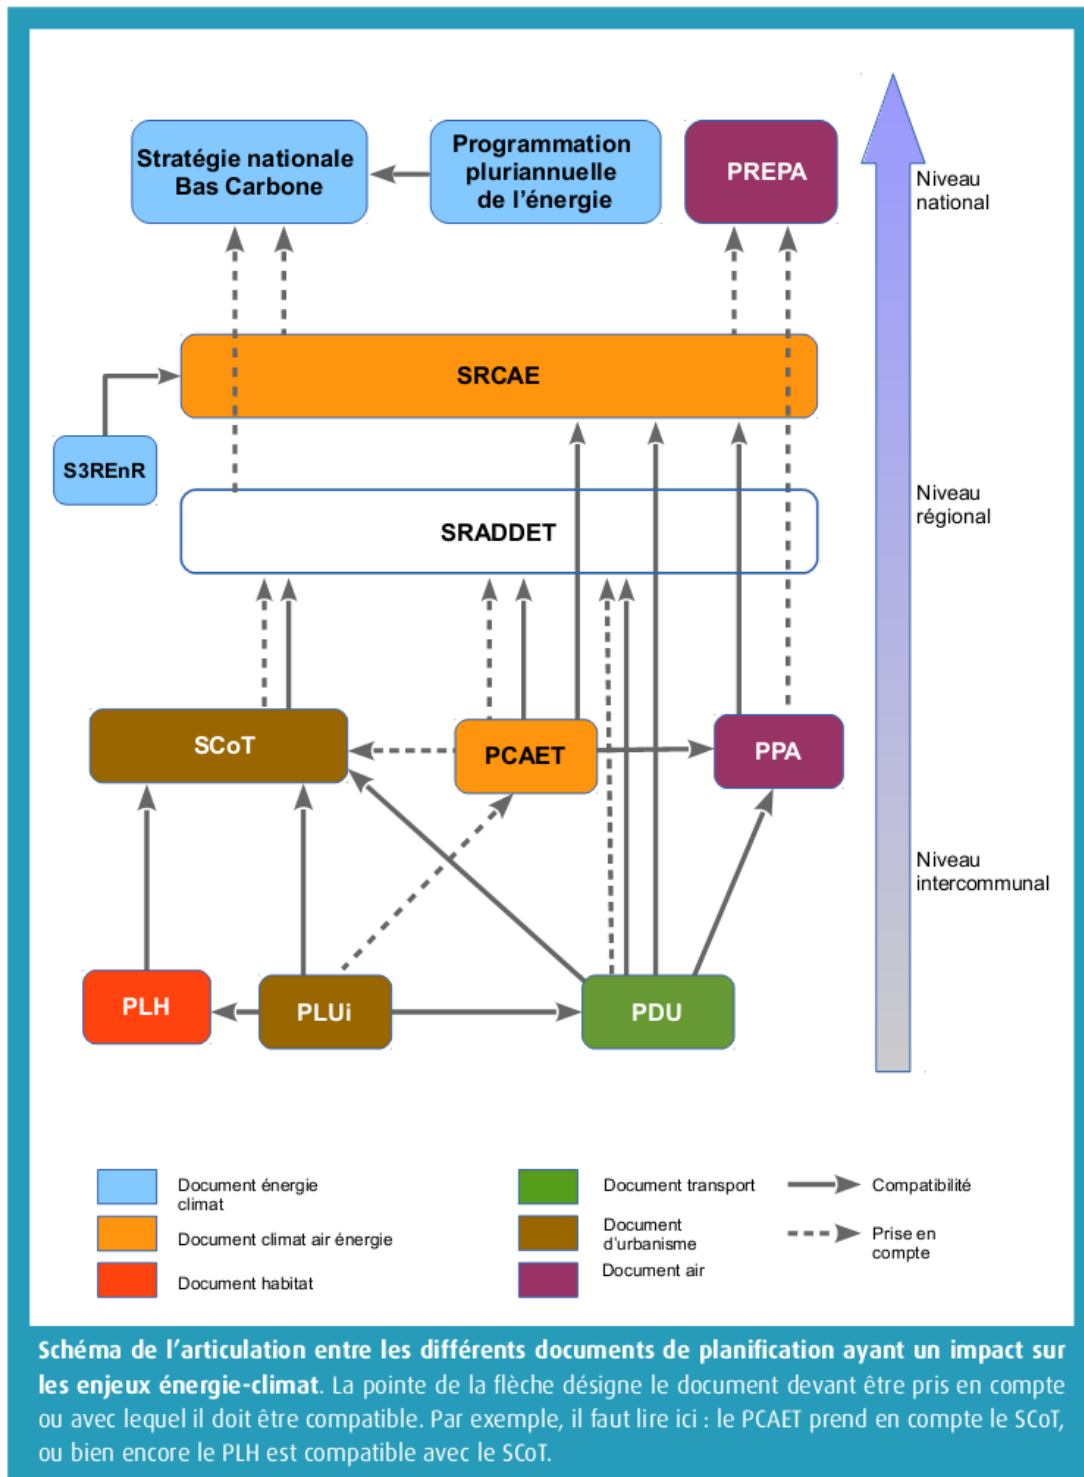 Stratégie nationale
Bas Carbone
Programmation
pluriannuelle
de l'énergie
PREPA
Niveau
national
SRCAE
S3REnR
Niveau
régional
SRADDET
SCoT
PCAET
PPA
Niveau
intercommunal
PLH
PLUi
PDU
Document énergie
climat
Document climat air énergie
Document habitat
Document transport
Document
d'urbanisme
Document air
Compatibilité
Prise en
compte
Schéma de l'articulation entre les différents documents de planification ayant un impact sur
les enjeux énergie-climat. La pointe de la flèche désigne le document devant être pris en compte
ou avec lequel il doit être compatible. Par exemple, il faut lire ici : le PCAET prend en compte le SCoT,
ou bien encore le PLH est compatible avec le SCoT.